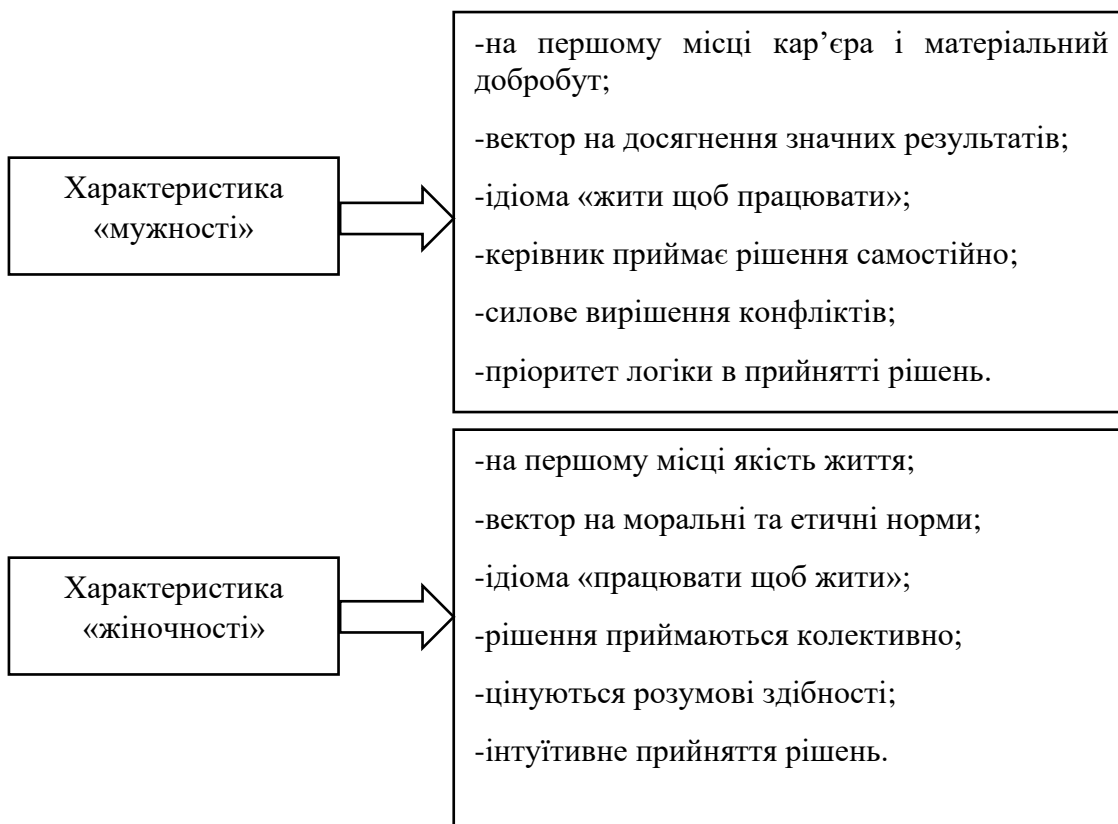 Характеристика
«мужності»
-на першому місці кар’єра і матеріальний
добробут;
-вектор на досягнення значних результатів;
-ідіома «жити щоб працювати»;
-керівник приймає рішення самостійно;
-силове вирішення конфліктів;
-пріоритет логіки в прийнятті рішень.
Характеристика
«жіночності»
-на першому місці якість життя;
-вектор на моральні та етичні норми;
-ідіома «працювати щоб жити»;
-рішення приймаються колективно;
-цінуються розумові здібності;
-інтуїтивне прийняття рішень.